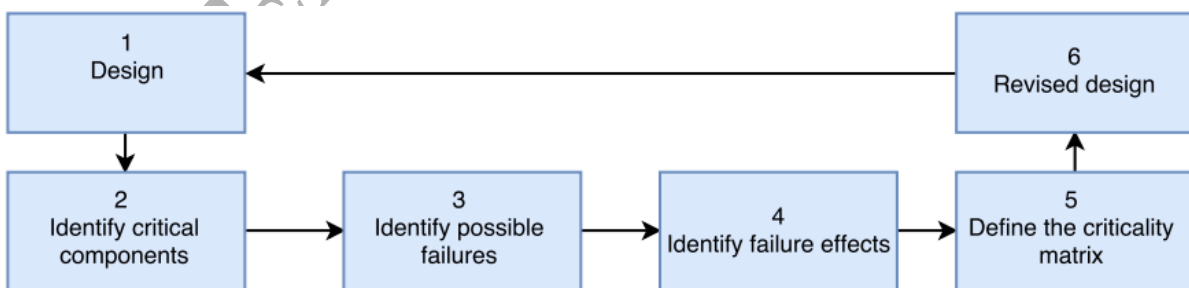 1
Design
6
Revised design
2
Identify critical
components
3
Identify possible
failures
4
Identify failure effects
5
Define the criticality
matrix